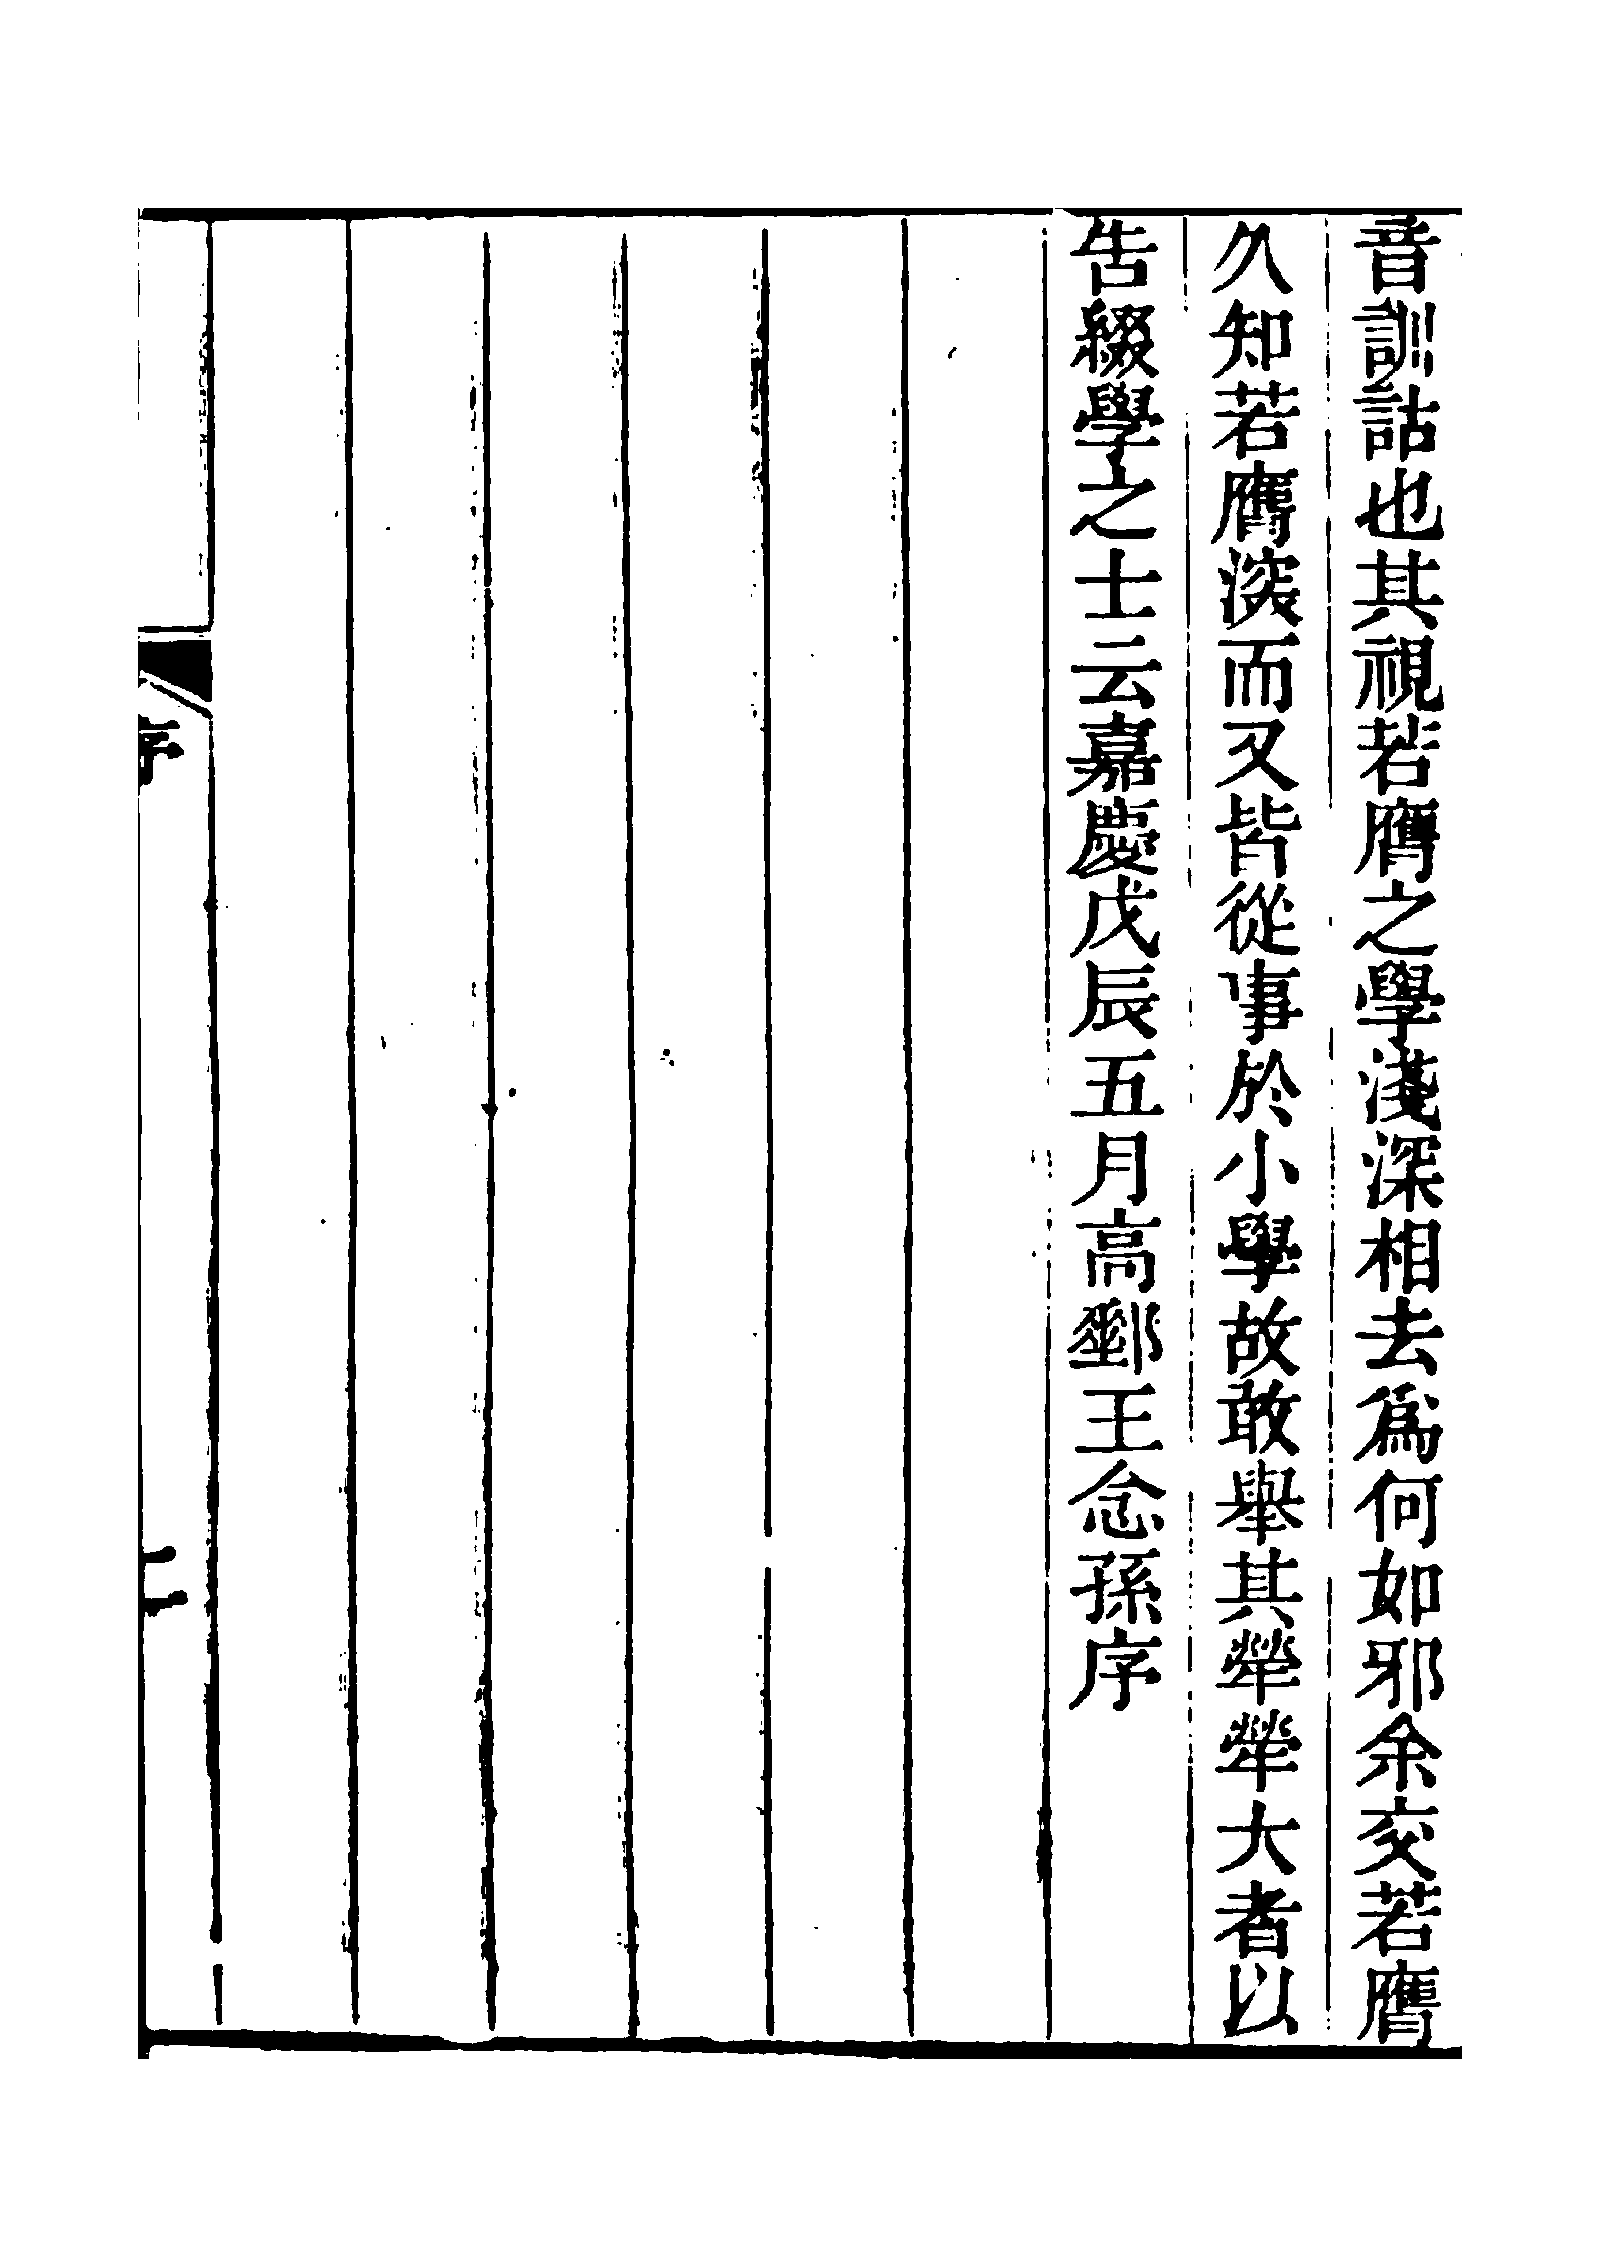 音訓詁也其視若膺之學淺深相去爲何如邪余交若膺
久知若膺深而又皆從事於小學故敢舉其犖犖大者以
告綴學之士云嘉慶戊辰五月高郵王念孫序
序
二